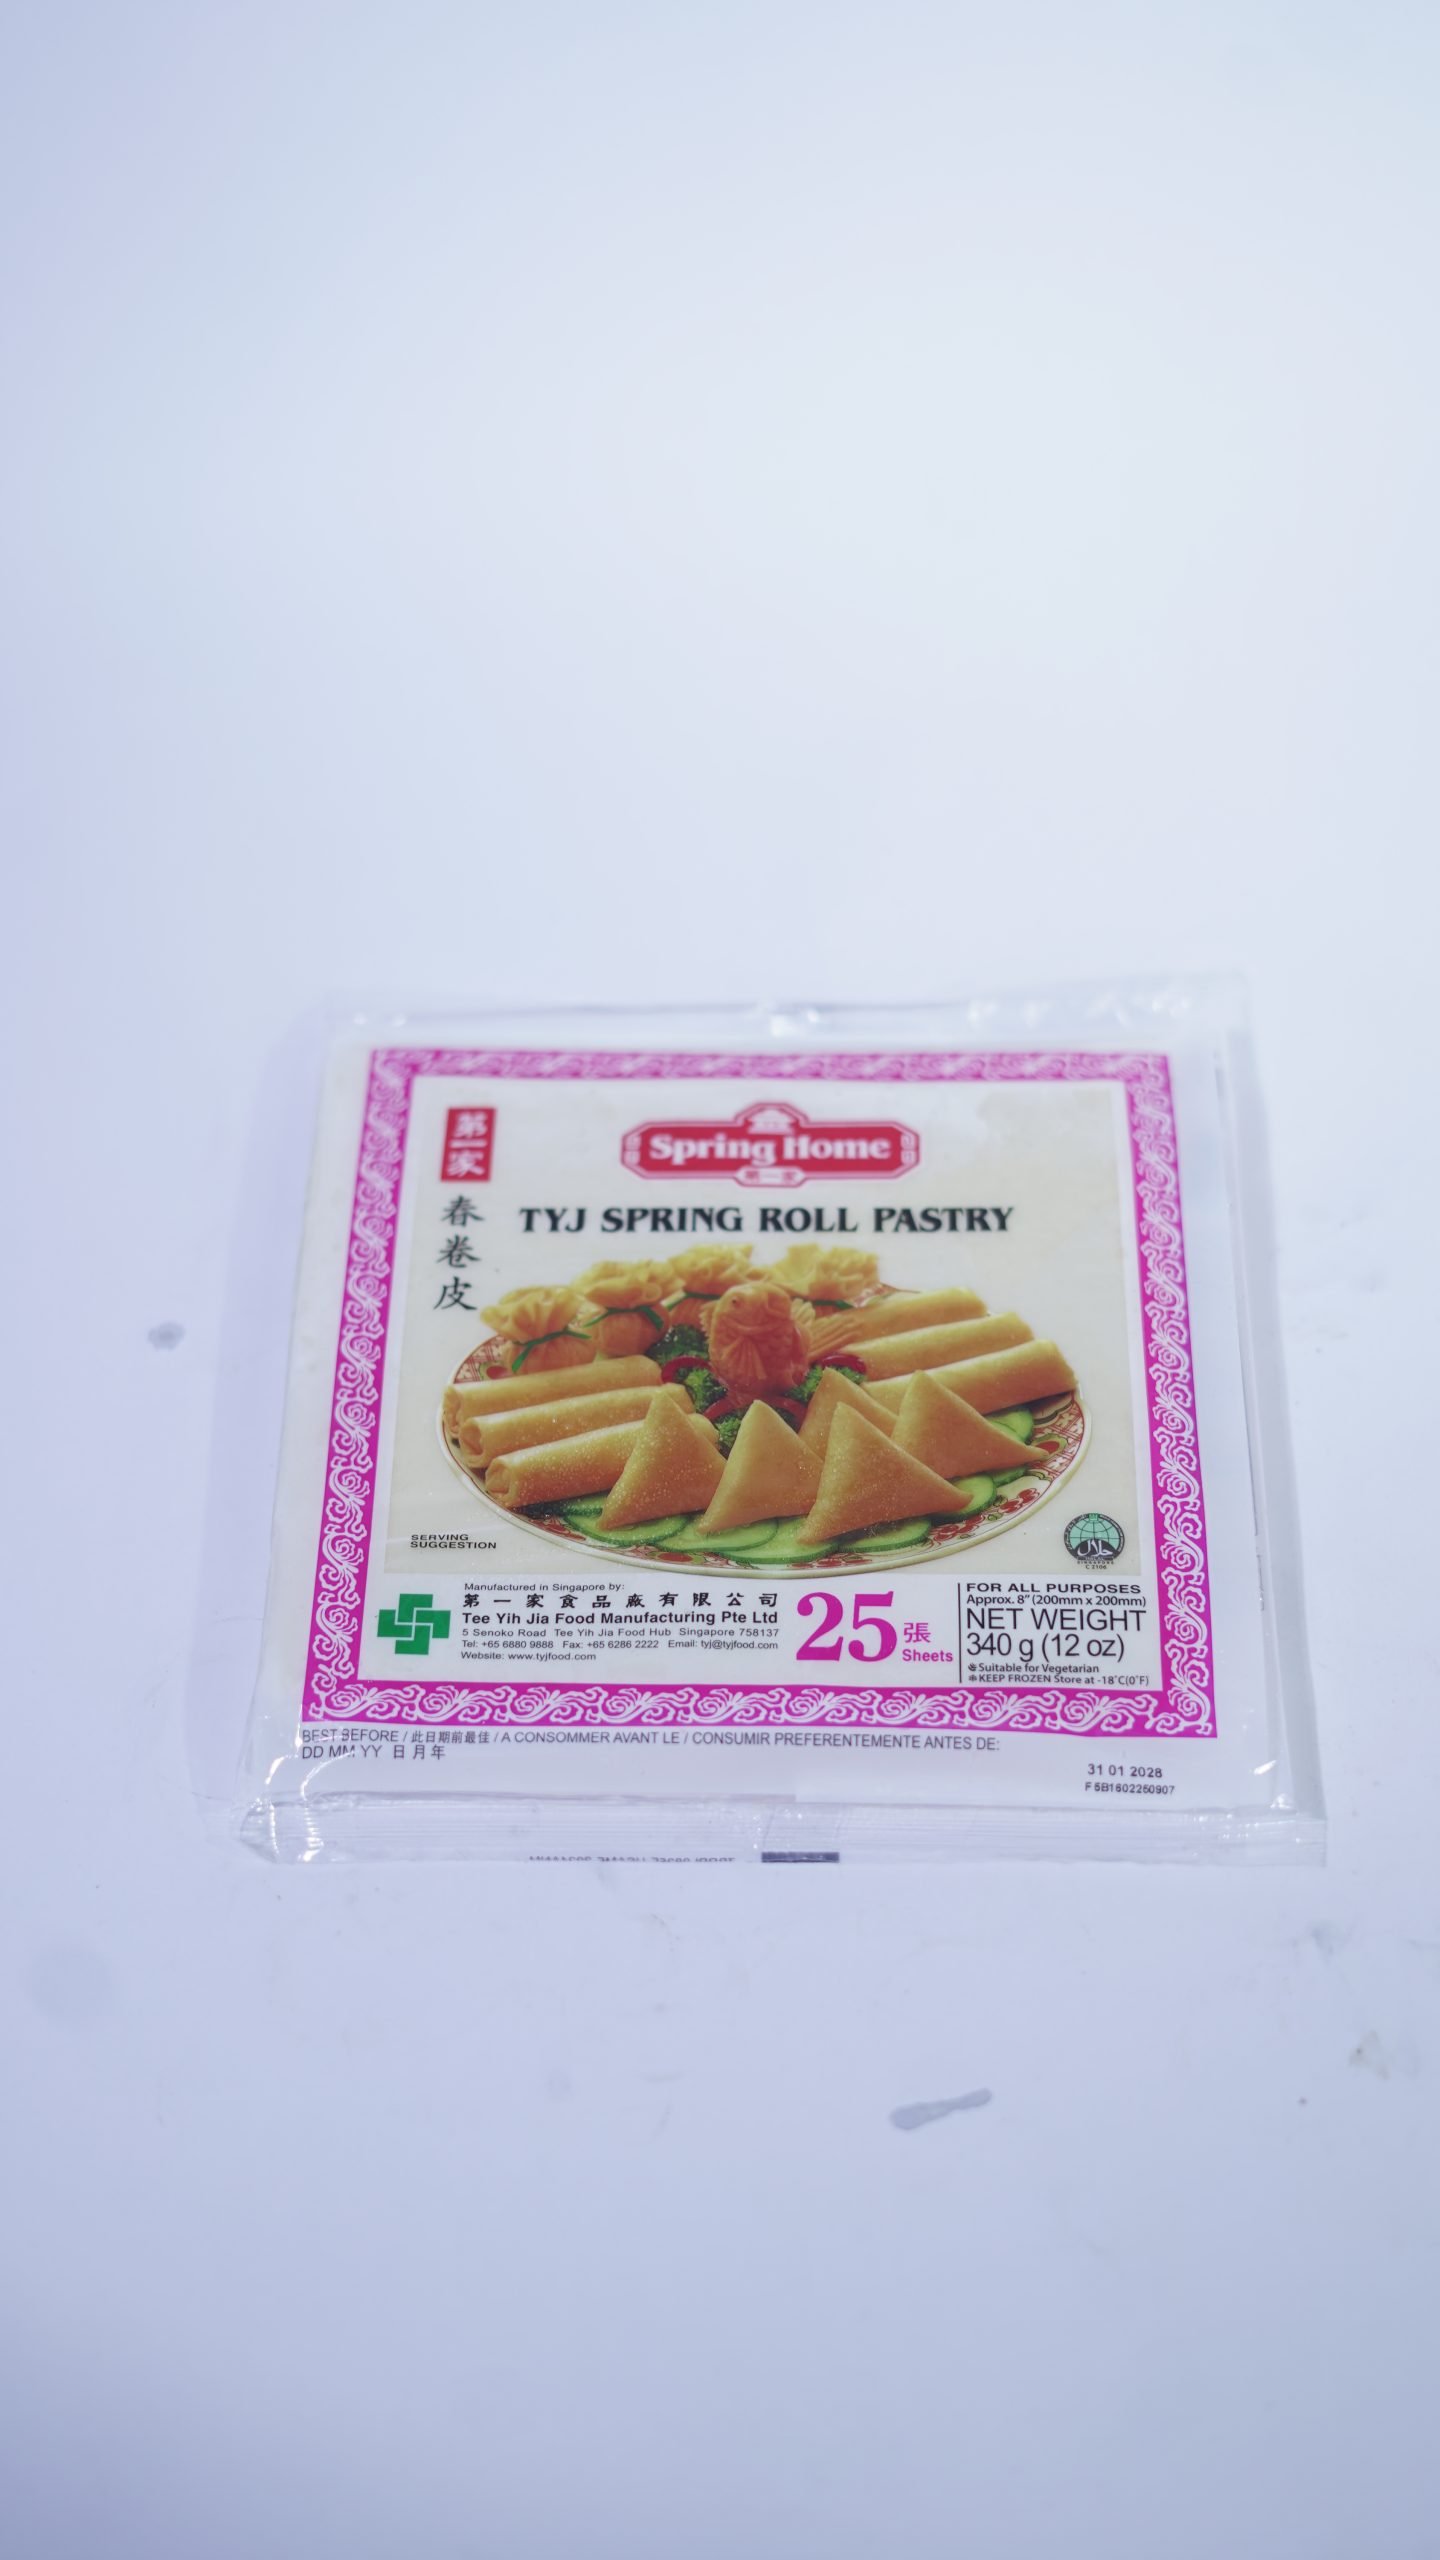 第一家
春卷皮
Spring Home
第一家
TYJ SPRING ROLL PASTRY
SERVING
SUGGESTION
HALAL
SINGAPORE
C 2106
Manufactured in Singapore by:
第一家食品廠有限公司
Tee Yih Jia Food Manufacturing Pte Ltd
5 Senoko Road Tee Yih Jia Food Hub Singapore 758137
Tel: +65 6880 9888 Fax: +65 6286 2222 Email: tyj@tyjfood.com
Website: www.tyjfood.com
25 張
Sheets
FOR ALL PURPOSES
Approx. 8" (200mm x 200mm)
NET WEIGHT
340 g (12 oz)
Suitable for Vegetarian
KEEP FROZEN Store at -18°C(0°F)
BEST BEFORE / 此日期前最佳 / A CONSOMMER AVANT LE / CONSUMIR PREFERENTEMENTE ANTES DE:
DD MM YY 日 月 年
31 01 2028
F5B1602250907